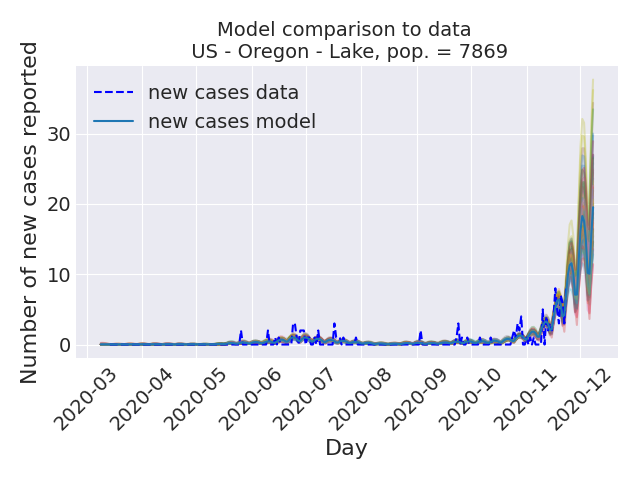 Model comparison to data
US - Oregon - Lake, pop. = 7869
Number of new cases reported
new cases data
new cases model
30
20
10
0
2020-03
2020-04
2020-05
2020-06
2020-07
2020-08
2020-09
2020-10
2020-11
2020-12
Day